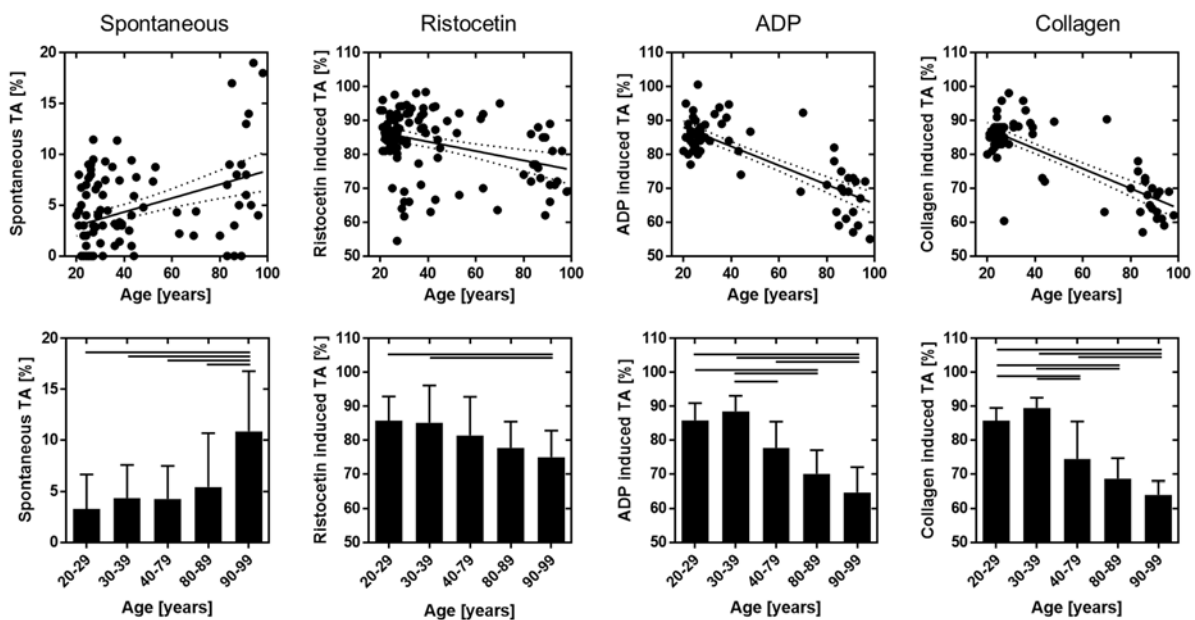 Spontaneous
Ristocetin
ADP
Collagen
Spontaneous TA [%]
20
15
10
5
0
20 40 60 80 100
Age [years]
Ristocetin induced TA [%]
110
100
90
80
70
60
50
20 40 60 80 100
Age [years]
ADP induced TA [%]
110
100
90
80
70
60
50
20 40 60 80 100
Age [years]
Collagen induced TA [%]
110
100
90
80
70
60
50
20 40 60 80 100
Age [years]
Spontaneous TA [%]
20
15
10
5
0
20-29 30-39 40-79 80-89 90-99
Age [years]
Ristocetin induced TA [%]
110
100
90
80
70
60
50
20-29 30-39 40-79 80-89 90-99
Age [years]
ADP induced TA [%]
110
100
90
80
70
60
50
20-29 30-39 40-79 80-89 90-99
Age [years]
Collagen induced TA [%]
110
100
90
80
70
60
50
20-29 30-39 40-79 80-89 90-99
Age [years]